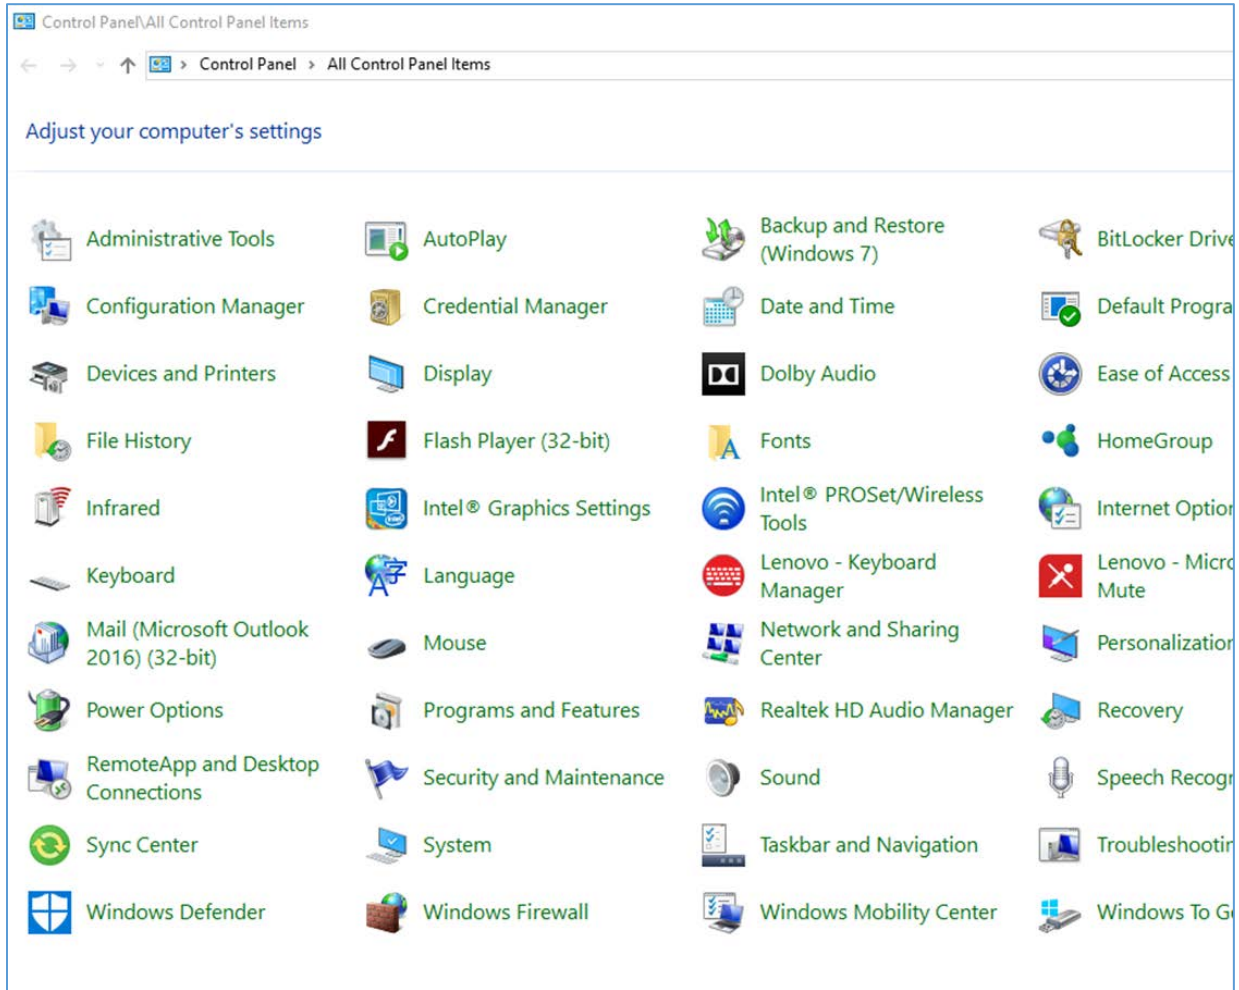 Control Panel\All Control Panel Items
Control Panel > All Control Panel Items
Adjust your computer's settings
Administrative Tools
AutoPlay
Backup and Restore
(Windows 7)
BitLocker Drive
Configuration Manager
Credential Manager
Date and Time
Default Progra
Devices and Printers
Display
Dolby Audio
Ease of Access
File History
Flash Player (32-bit)
Fonts
HomeGroup
Infrared
Intel® Graphics Settings
Intel® PROSet/Wireless
Tools
Internet Option
Keyboard
Language
Lenovo - Keyboard
Manager
Lenovo - Micro
Mute
Mail (Microsoft Outlook
2016) (32-bit)
Mouse
Network and Sharing
Center
Personalization
Power Options
Programs and Features
Realtek HD Audio Manager
Recovery
RemoteApp and Desktop
Connections
Security and Maintenance
Sound
Speech Recogn
Sync Center
System
Taskbar and Navigation
Troubleshootin
Windows Defender
Windows Firewall
Windows Mobility Center
Windows To G